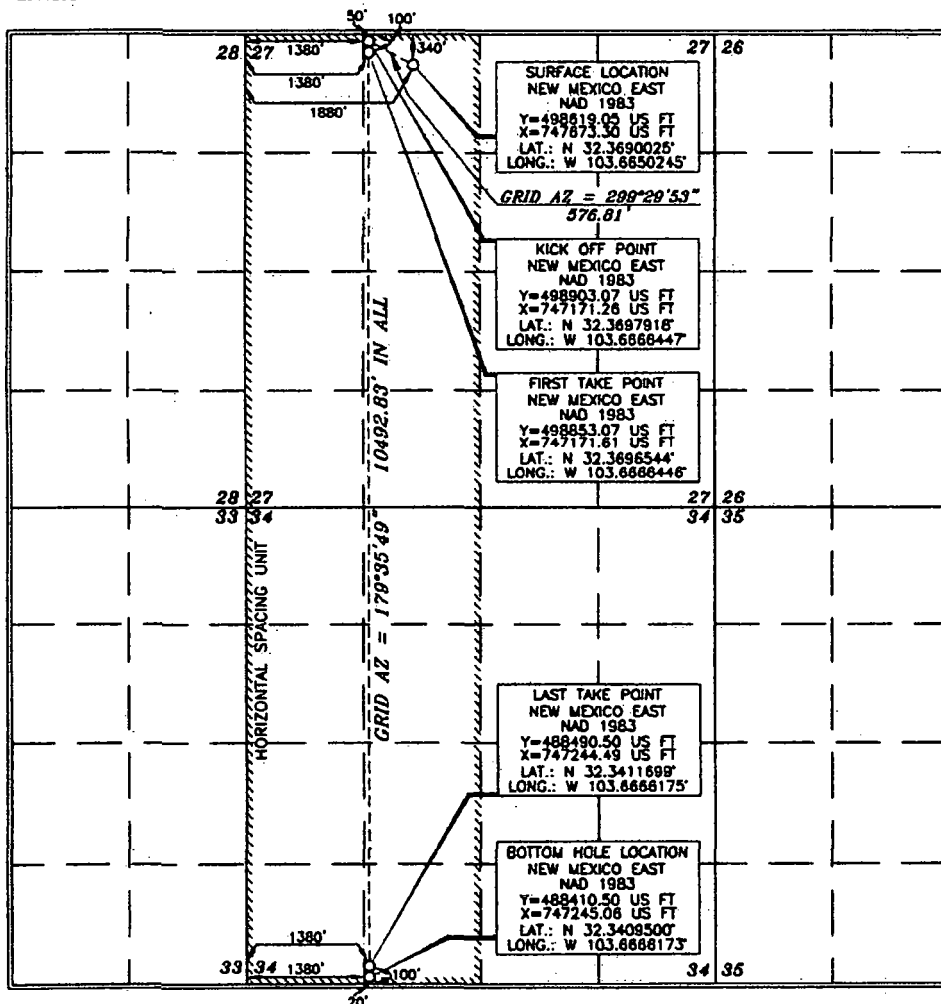 50'
100'
28 27
1380'
340'
27 26
1380'
1880'
SURFACE LOCATION
NEW MEXICO EAST
NAD 1983
Y=498619.05 US FT
X=747673.30 US FT
LAT.: N 32.3690025°
LONG.: W 103.6650245°
GRID AZ = 299°29'53"
576.81'
KICK OFF POINT
NEW MEXICO EAST
NAD 1983
Y=498903.07 US FT
X=747171.26 US FT
LAT.: N 32.3697918°
LONG.: W 103.6666447°
FIRST TAKE POINT
NEW MEXICO EAST
NAD 1983
Y=498853.07 US FT
X=747171.61 US FT
LAT.: N 32.3696544°
LONG.: W 103.6666446°
GRID AZ = 179°35'49" 10492.83' IN ALL
28 27
33 34
27 26
34 35
HORIZONTAL SPACING UNIT
LAST TAKE POINT
NEW MEXICO EAST
NAD 1983
Y=488490.50 US FT
X=747244.49 US FT
LAT.: N 32.3411699°
LONG.: W 103.6666175°
BOTTOM HOLE LOCATION
NEW MEXICO EAST
NAD 1983
Y=488410.50 US FT
X=747245.06 US FT
LAT.: N 32.3409500°
LONG.: W 103.6666173°
1380'
33 34
1380'
100'
34 35
20'